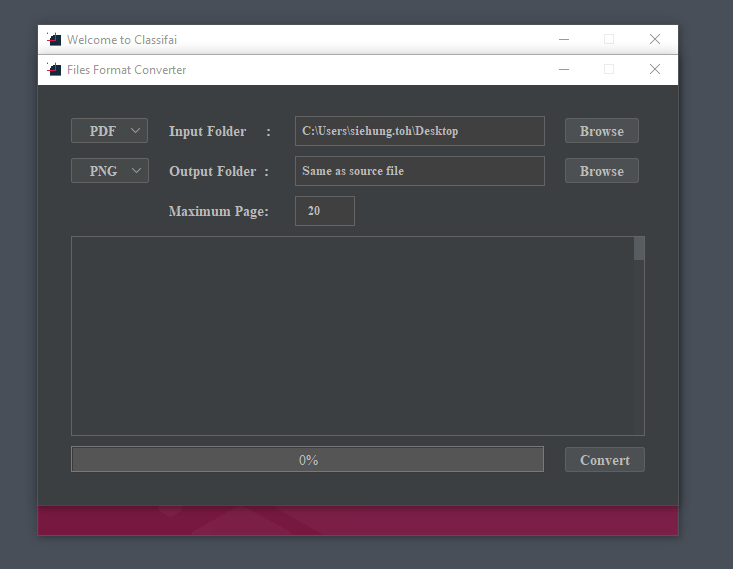 Welcome to Classifai
Files Format Converter
PDF Input Folder : C:\Users\siehung.toh\Desktop Browse
PNG Output Folder : Same as source file Browse
Maximum Page: 20
0% Convert